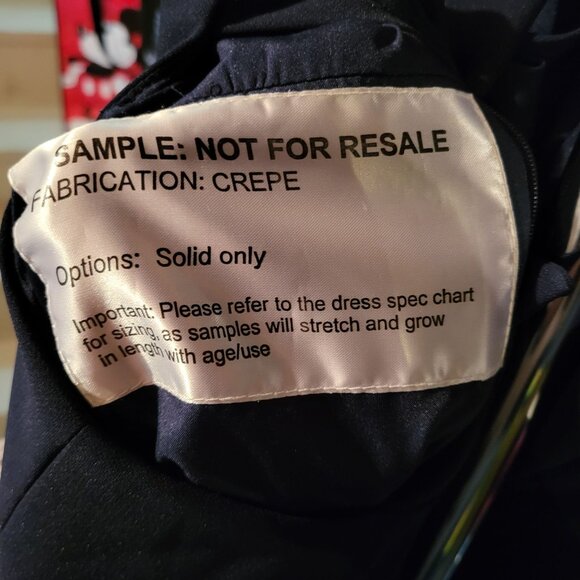 SAMPLE: NOT FOR RESALE
FABRICATION: CREPE
Options: Solid only
Important: Please refer to the dress spec chart
for sizing, as samples will stretch and grow
in length with age/use